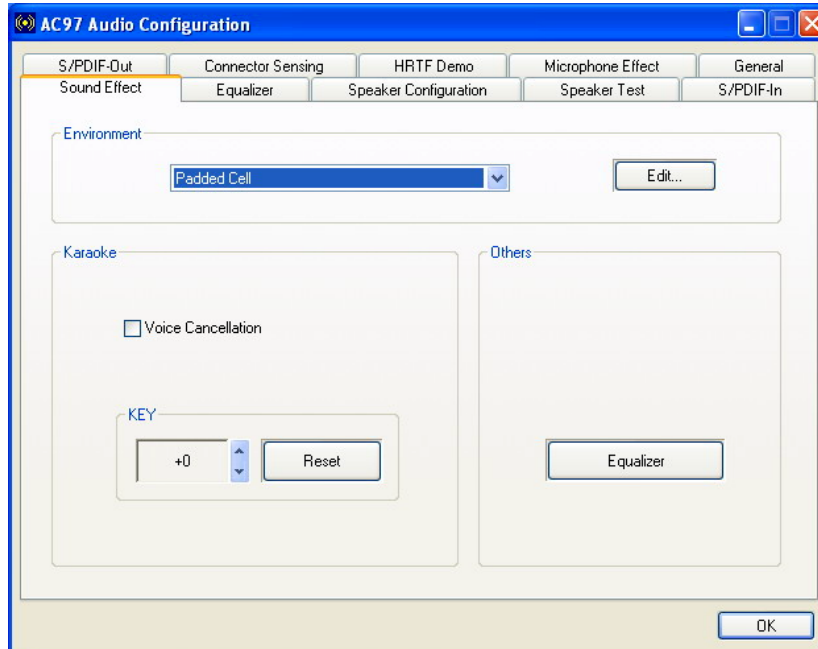 AC97 Audio Configuration
S/PDIF-Out Connector Sensing HRTF Demo Microphone Effect General
Sound Effect Equalizer Speaker Configuration Speaker Test S/PDIF-In
Environment
Padded Cell Edit...
Karaoke
Voice Cancellation
KEY
+0 Reset
Others
Equalizer
OK